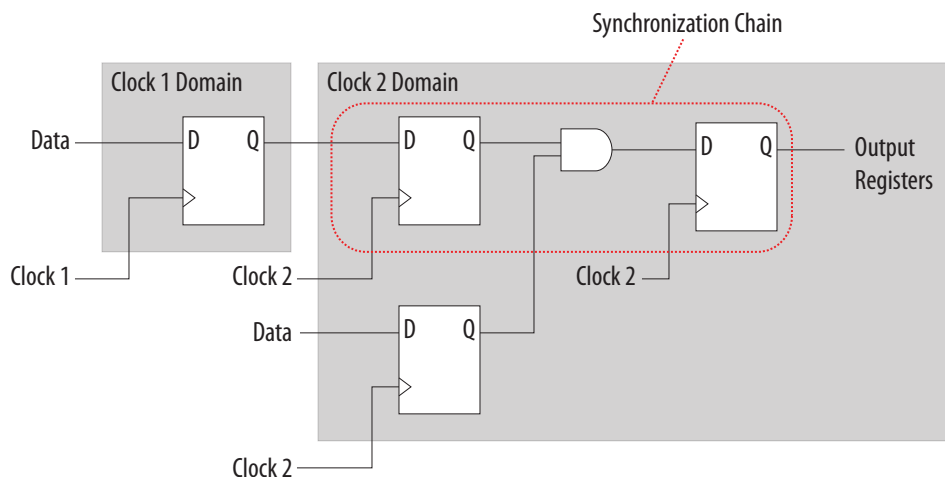 Synchronization Chain
Clock 1 Domain
Clock 2 Domain
Data
D Q
D Q
D Q
Output
Registers
Clock 1
Clock 2
Clock 2
Data
D Q
Clock 2